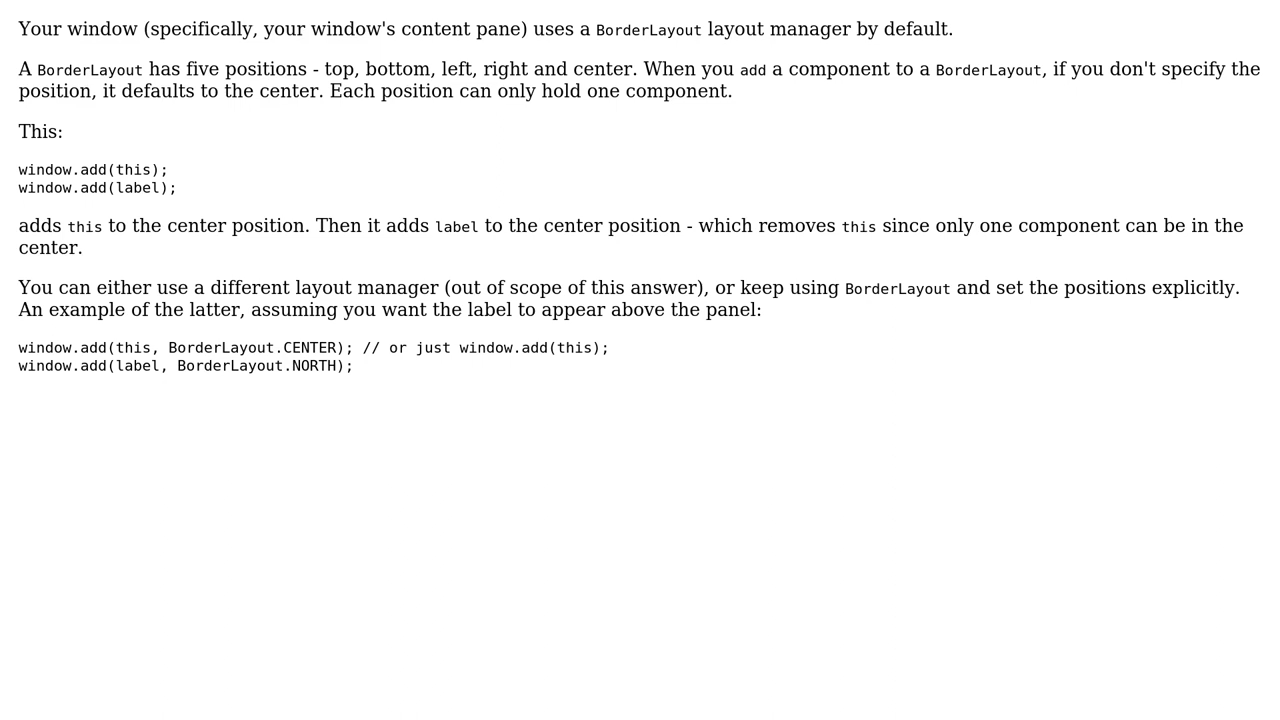 Your window (specifically, your window's content pane) uses a BorderLayout layout manager by default.
A BorderLayout has five positions - top, bottom, left, right and center. When you add a component to a BorderLayout, if you don't specify the
position, it defaults to the center. Each position can only hold one component.
This:
window.add(this);
window.add(label);
adds this to the center position. Then it adds label to the center position - which removes this since only one component can be in the
center.
You can either use a different layout manager (out of scope of this answer), or keep using BorderLayout and set the positions explicitly.
An example of the latter, assuming you want the label to appear above the panel:
window.add(this, BorderLayout.CENTER); // or just window.add(this);
window.add(label, BorderLayout.NORTH);